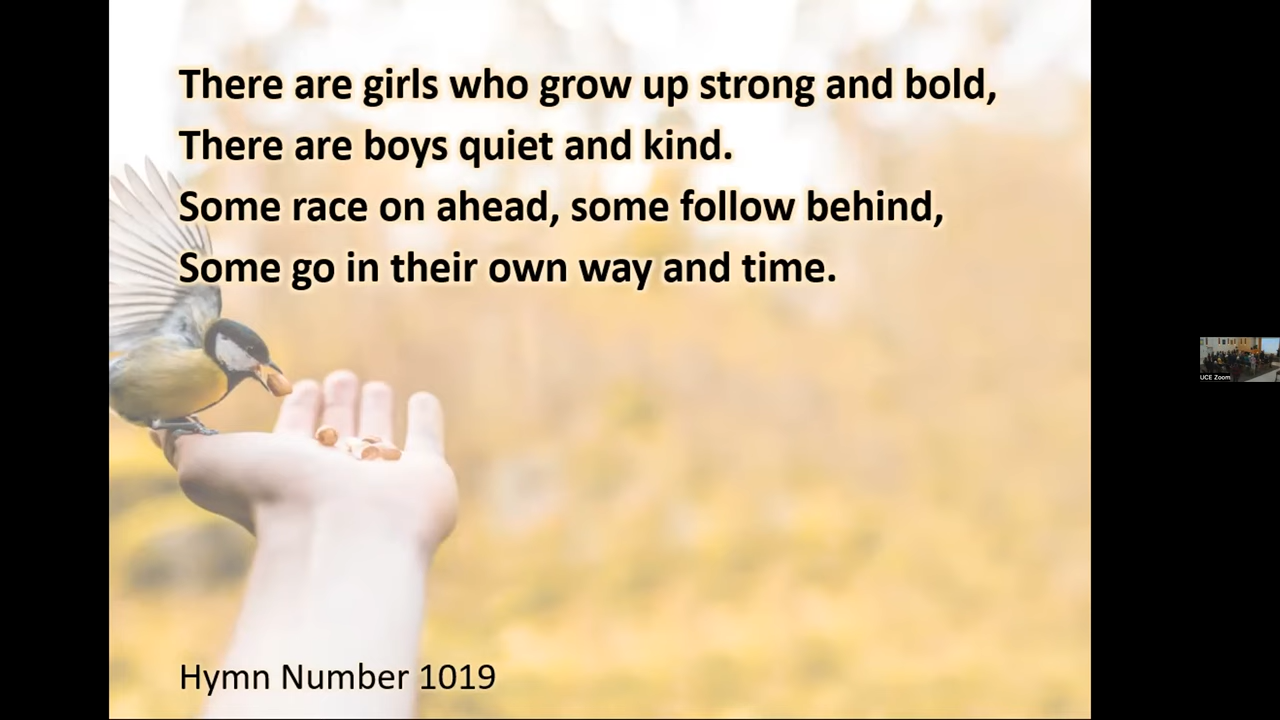 There are girls who grow up strong and bold,
There are boys quiet and kind.
Some race on ahead, some follow behind,
Some go in their own way and time.
Hymn Number 1019
UCE Zoom